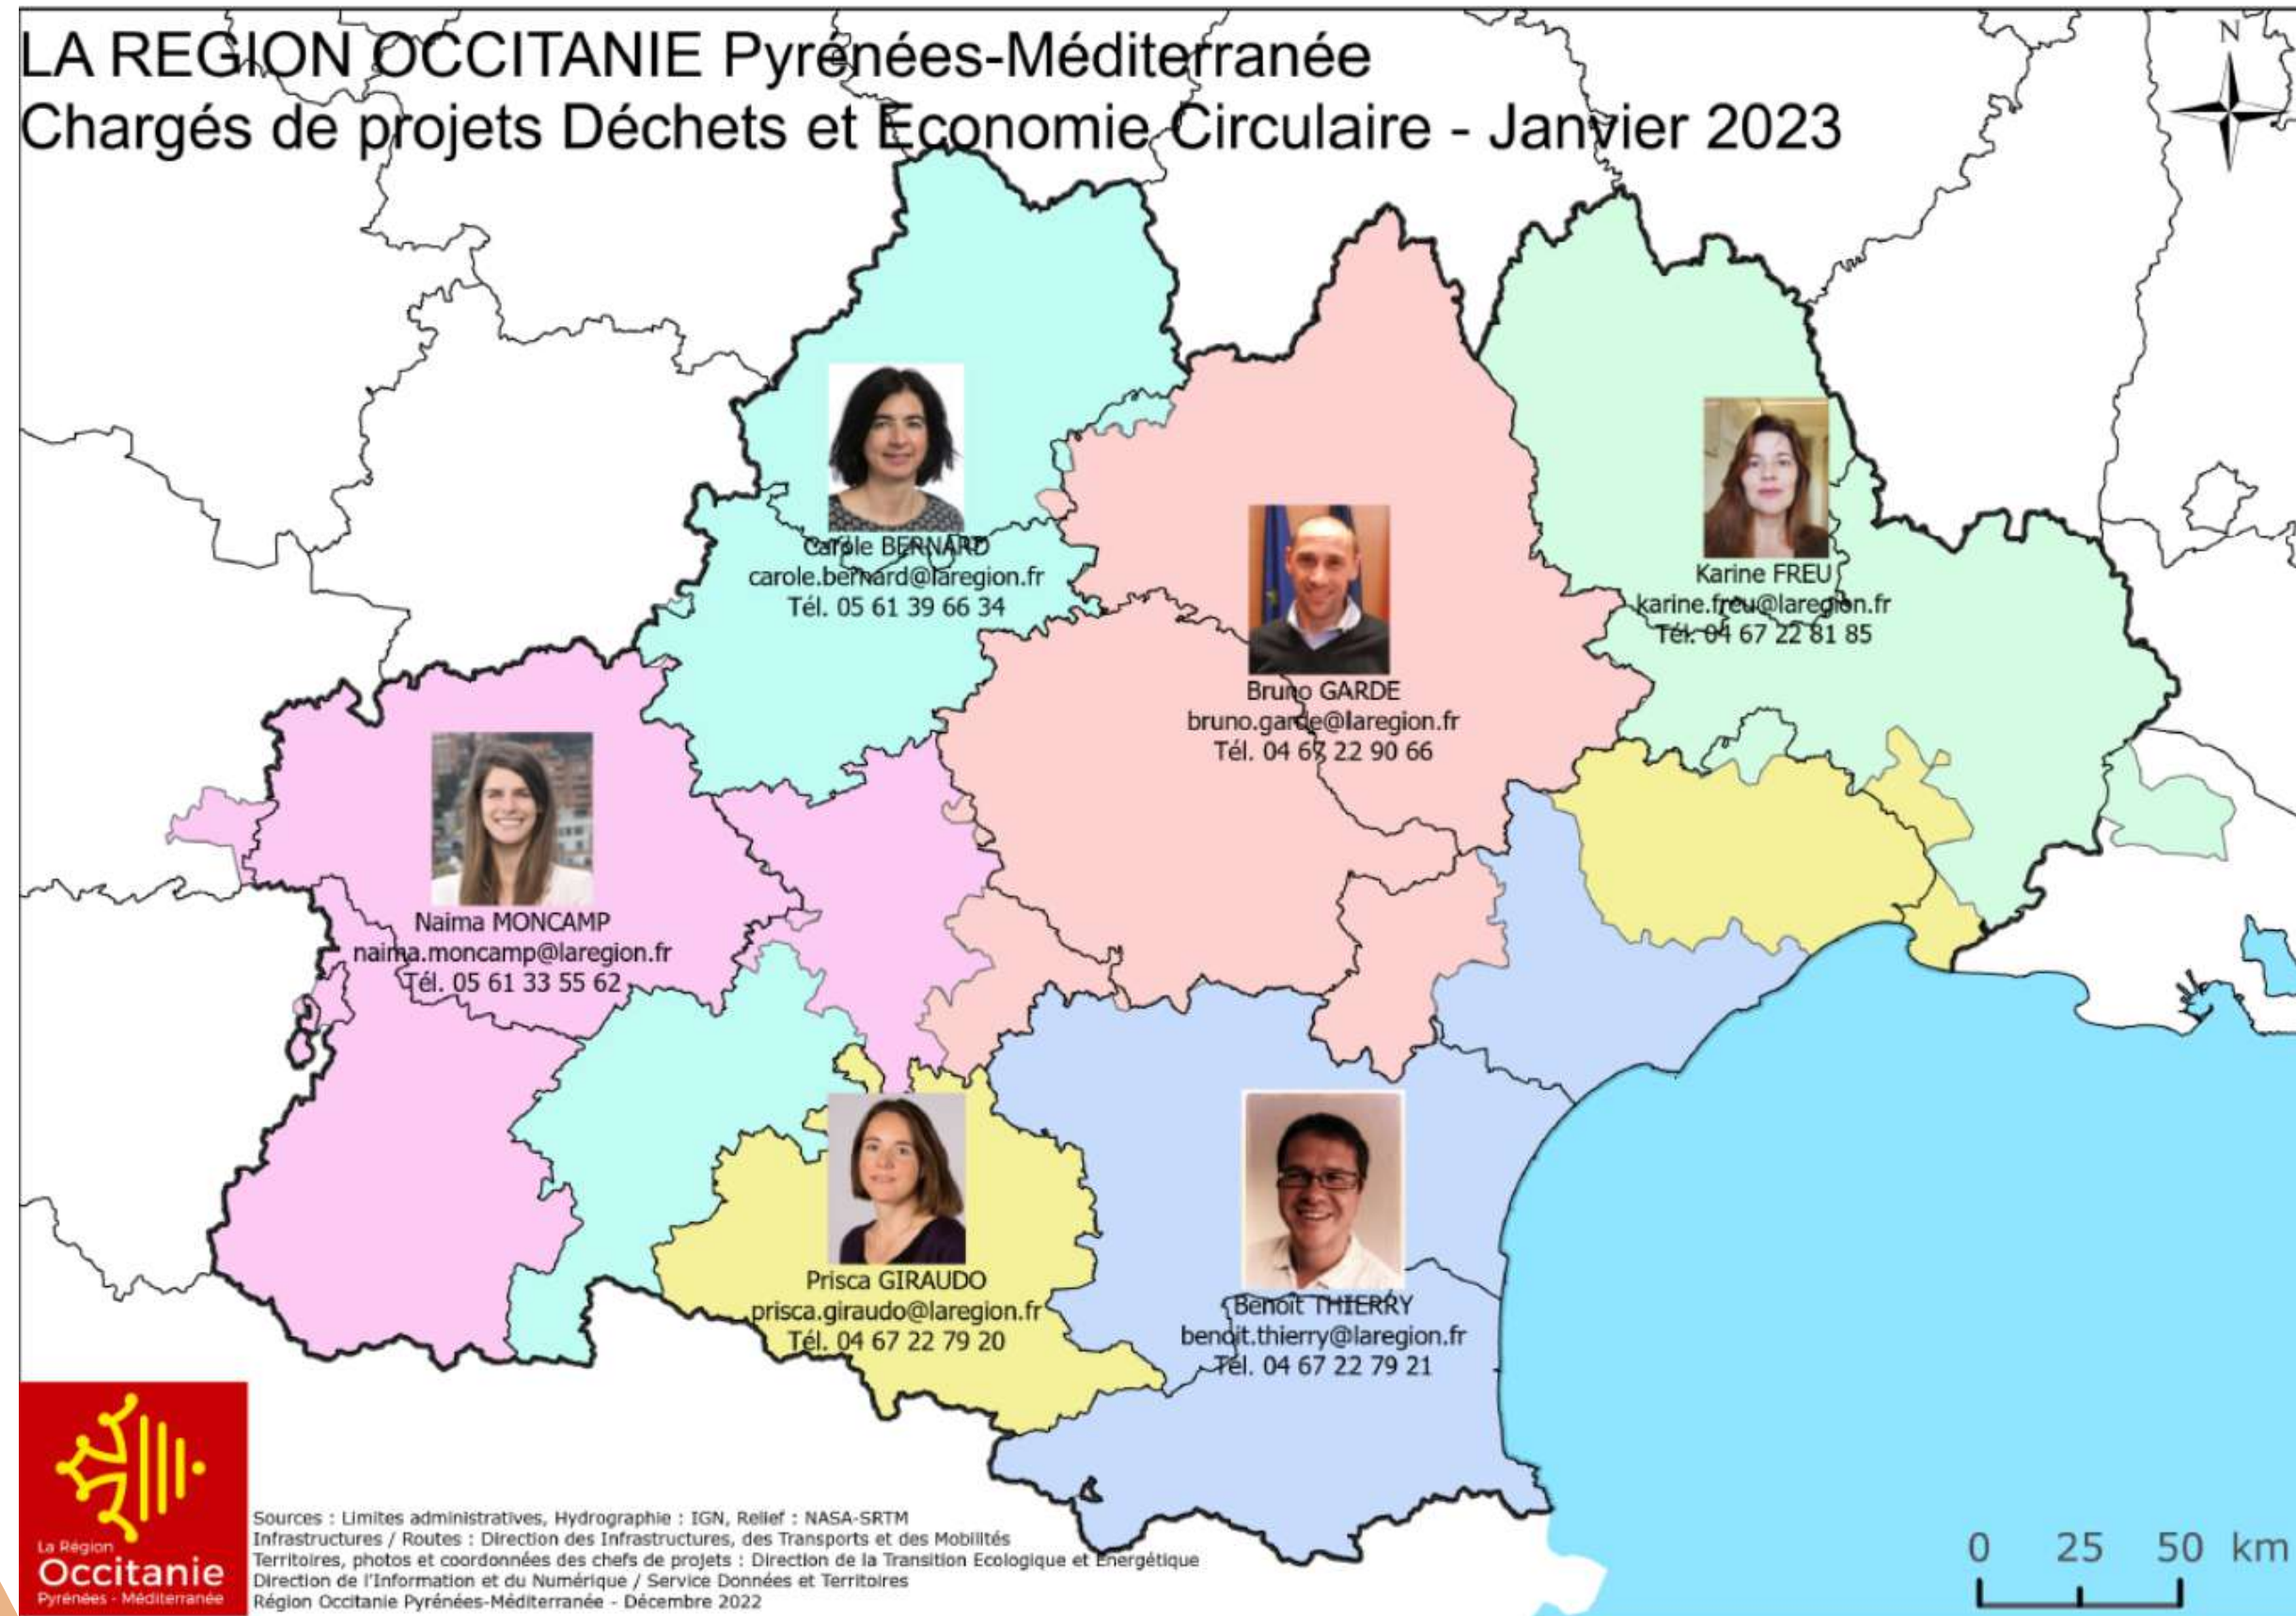 LA REGION OCCITANIE Pyrénées-Méditerranée
Chargés de projets Déchets et Economie Circulaire - Janvier 2023
N
Carole BERNARD
carole.bernard@laregion.fr
Tél. 05 61 39 66 34
Karine FREU
karine.freu@laregion.fr
Tél. 04 67 22 81 85
Bruno GARDE
bruno.garde@laregion.fr
Tél. 04 67 22 90 66
Naima MONCAMP
naima.moncamp@laregion.fr
Tél. 05 61 33 55 62
Prisca GIRAUDO
prisca.giraudo@laregion.fr
Tél. 04 67 22 79 20
Benoit THIERRY
benoit.thierry@laregion.fr
Tél. 04 67 22 79 21
La Région
Occitanie
Pyrénées - Méditerranée
Sources : Limites administratives, Hydrographie : IGN, Relief : NASA-SRTM
Infrastructures / Routes : Direction des Infrastructures, des Transports et des Mobilités
Territoires, photos et coordonnées des chefs de projets : Direction de la Transition Ecologique et Energétique
Direction de l'Information et du Numérique / Service Données et Territoires
Région Occitanie Pyrénées-Méditerranée - Décembre 2022
0 25 50 km